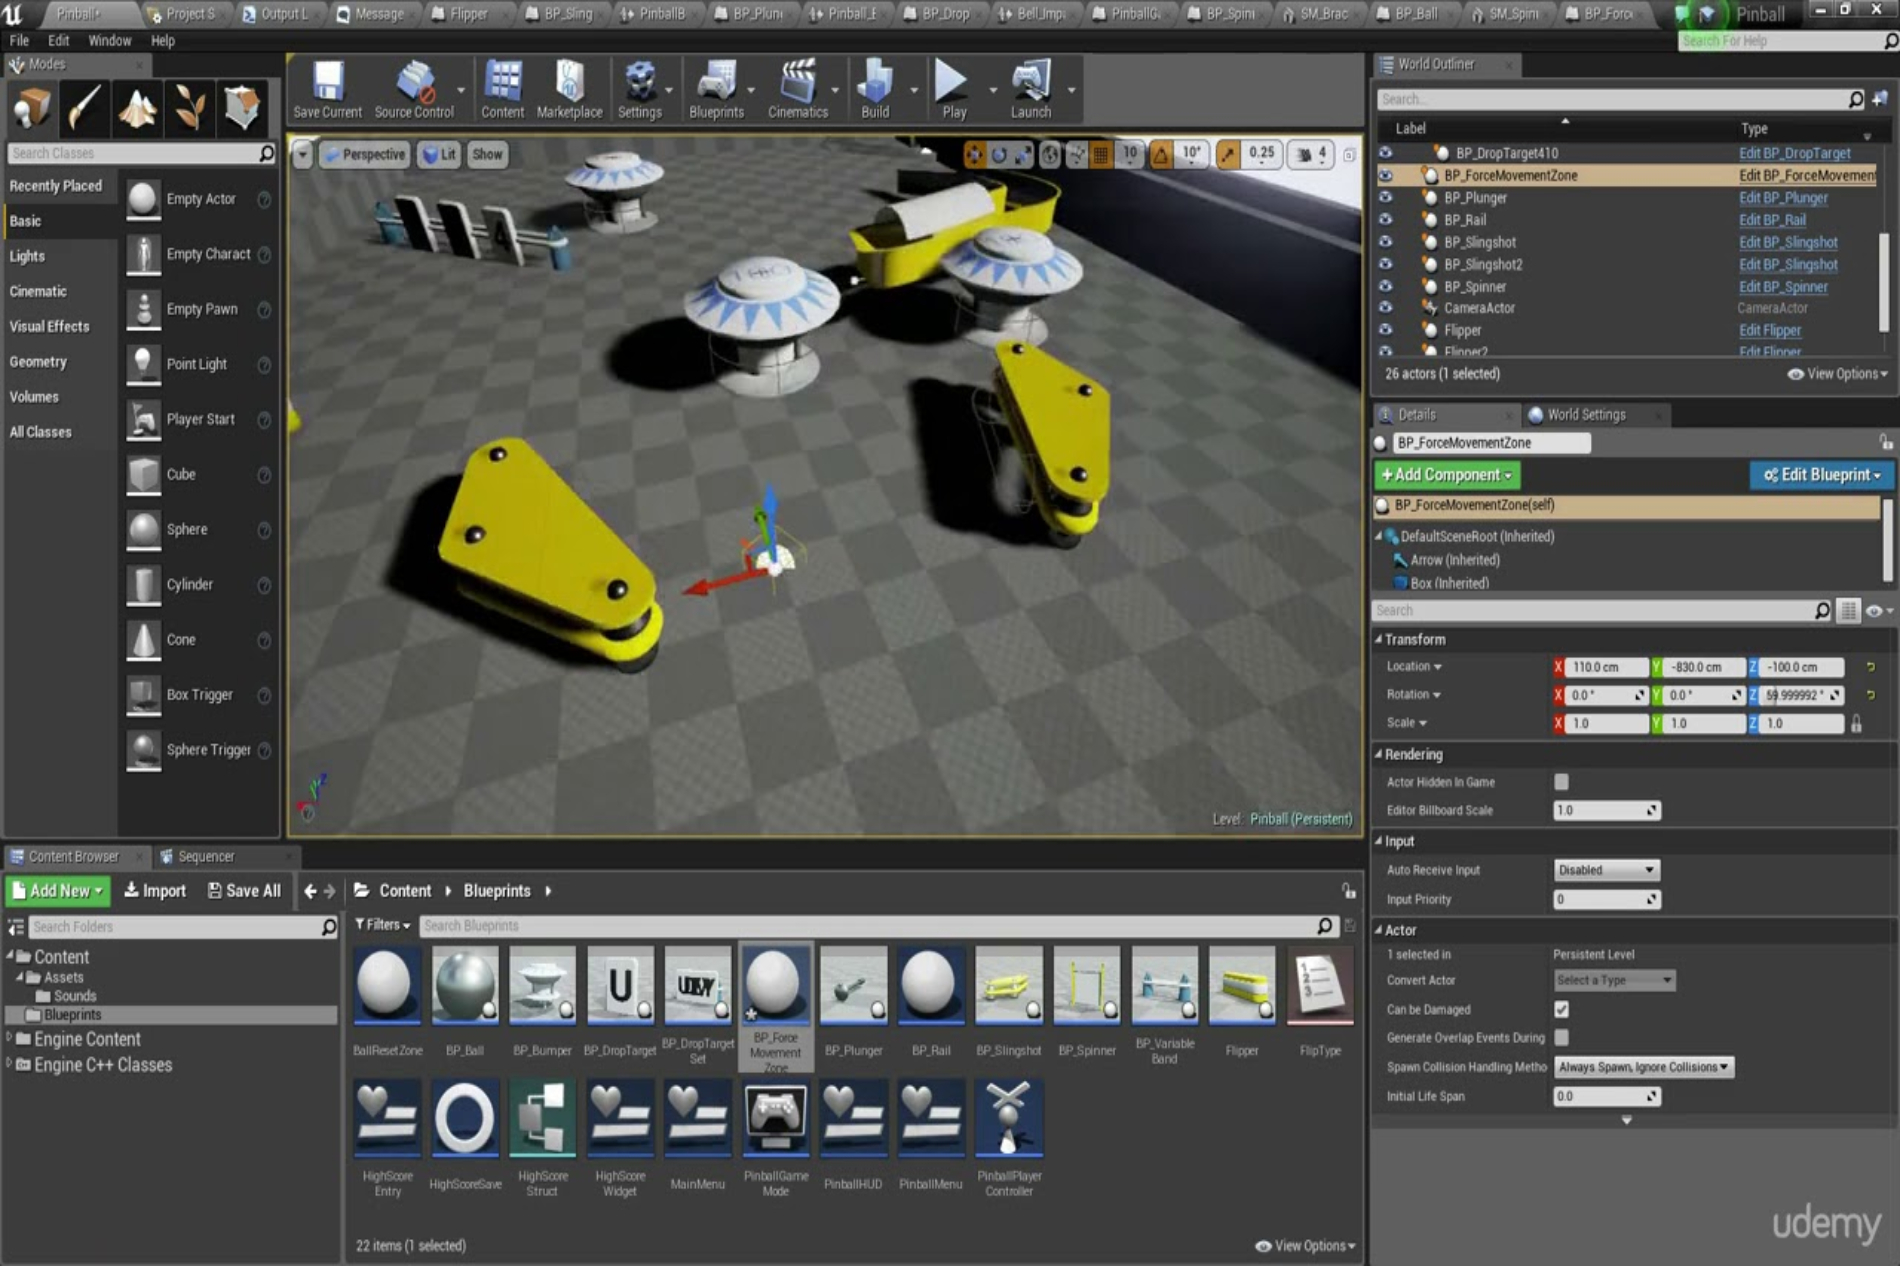 Pinball
Project S
Output L
Message
Flipper
BP_Sling
PinballB
BP_Plun
Pinball_E
BP_Drop
Bell_Imp
PinballG
BP_Spin
SM_Brac
BP_Ball
SM_Spin
BP_Forc
Pinball
File Edit Window Help
Search For Help
Modes
Search Classes
Recently Placed
Basic
Lights
Cinematic
Visual Effects
Geometry
Volumes
All Classes
Empty Actor
Empty Charact
Empty Pawn
Point Light
Player Start
Cube
Sphere
Cylinder
Cone
Box Trigger
Sphere Trigger
Save Current
Source Control
Content
Marketplace
Settings
Blueprints
Cinematics
Build
Play
Launch
Perspective
Lit
Show
10
10°
0.25
4
Level: Pinball (Persistent)
World Outliner
Search...
Label Type
BP_DropTarget410 Edit BP_DropTarget
BP_ForceMovementZone Edit BP_ForceMovement
BP_Plunger Edit BP_Plunger
BP_Rail Edit BP_Rail
BP_Slingshot Edit BP_Slingshot
BP_Slingshot2 Edit BP_Slingshot
BP_Spinner Edit BP_Spinner
CameraActor CameraActor
Flipper Edit Flipper
Flipper2 Edit Flipper
26 actors (1 selected)
View Options
Details
World Settings
BP_ForceMovementZone
+Add Component
Edit Blueprint
BP_ForceMovementZone(self)
DefaultSceneRoot (Inherited)
Arrow (Inherited)
Box (Inherited)
Search
Transform
Location X 110.0 cm Y -830.0 cm Z -100.0 cm
Rotation X 0.0 ° Y 0.0 ° Z 59.999992 °
Scale X 1.0 Y 1.0 Z 1.0
Rendering
Actor Hidden In Game
Editor Billboard Scale 1.0
Input
Auto Receive Input Disabled
Input Priority 0
Actor
1 selected in Persistent Level
Convert Actor Select a Type
Can be Damaged
Generate Overlap Events During
Spawn Collision Handling Metho Always Spawn, Ignore Collisions
Initial Life Span 0.0
Content Browser
Sequencer
Add New
Import
Save All
Content
Blueprints
Search Folders
Filters
Search Blueprints
Content
Assets
Sounds
Blueprints
Engine Content
Engine C++ Classes
BallResetZone
BP_Ball
BP_Bumper
BP_DropTarget
BP_DropTarget
Set
BP_Force
Movement
Zone
BP_Plunger
BP_Rail
BP_Slingshot
BP_Spinner
BP_Variable
Band
Flipper
FlipType
HighScore
Entry
HighScoreSave
HighScore
Struct
HighScore
Widget
MainMenu
PinballGame
Mode
PinballHUD
PinballMenu
PinballPlayer
Controller
22 items (1 selected)
View Options
udemy